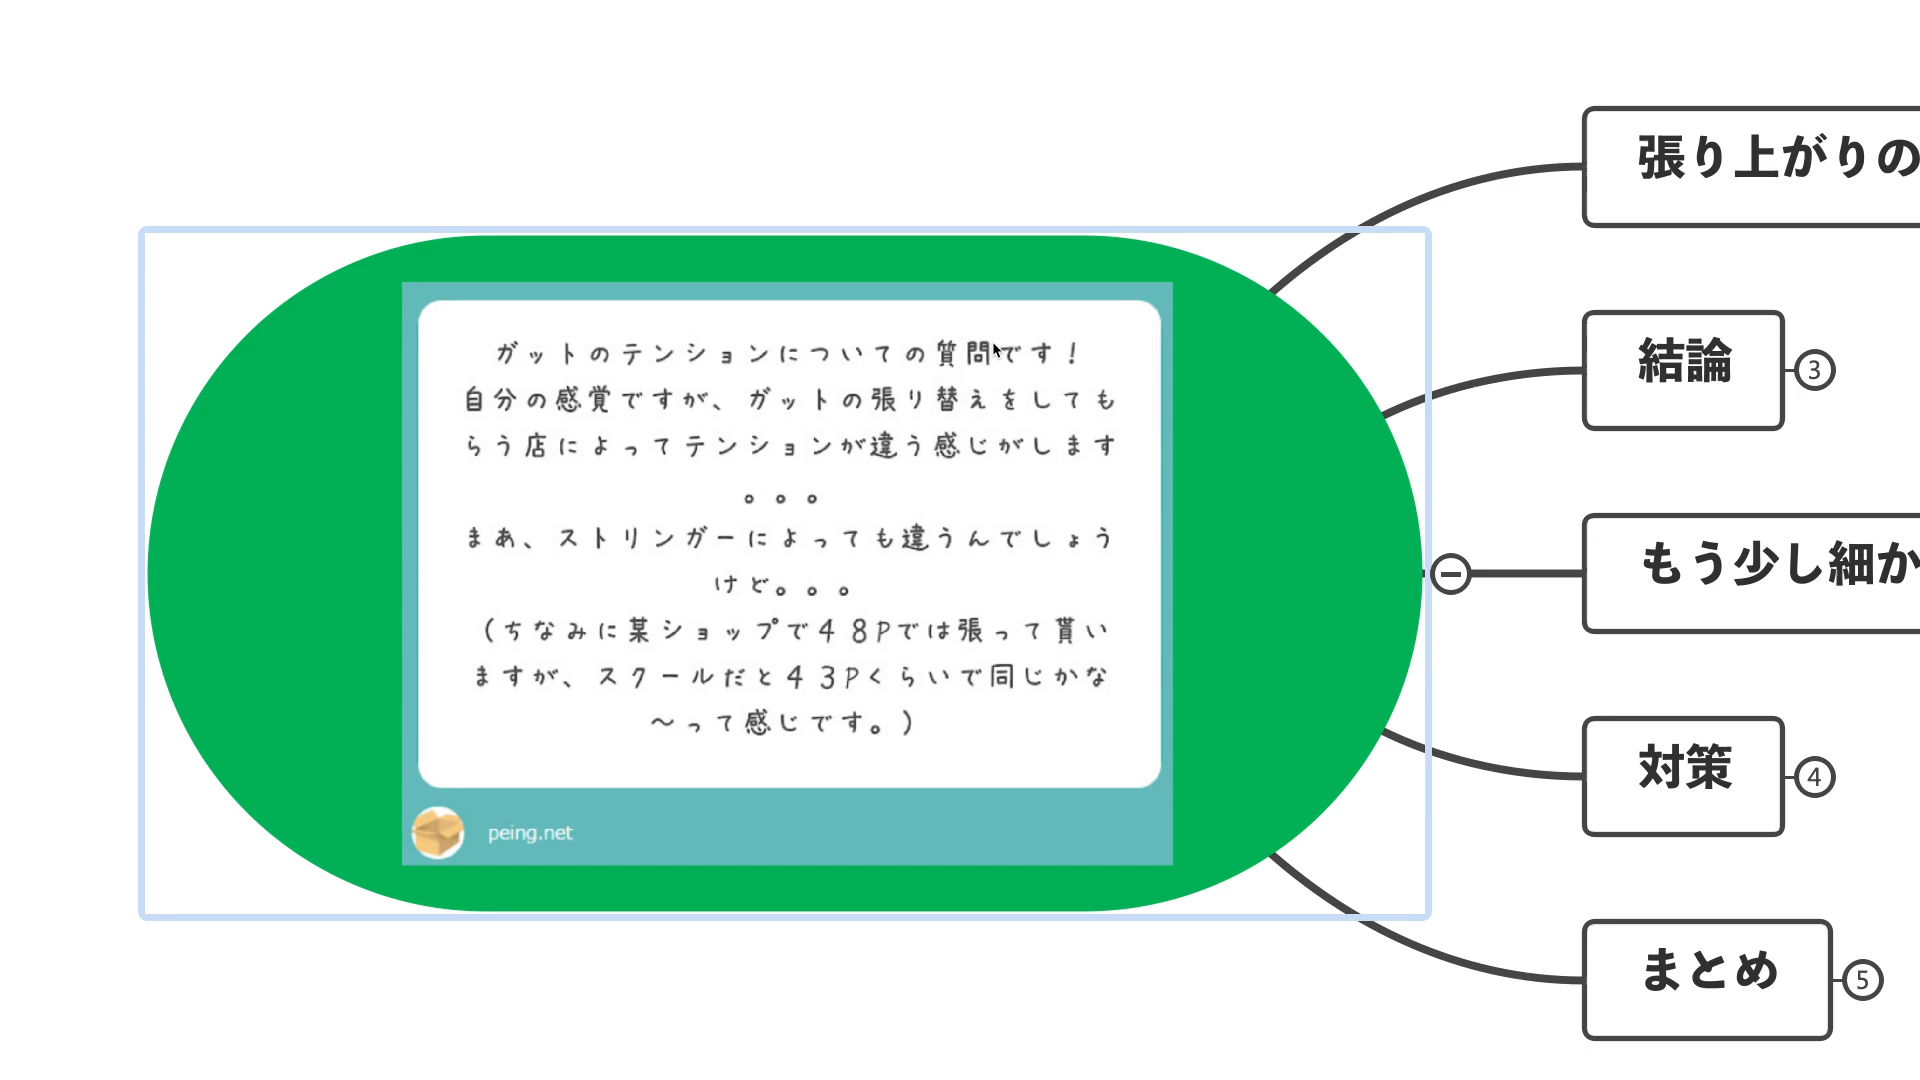 ガットのテンションについての質問です！
自分の感覚ですが、ガットの張り替えをしても
らう店によってテンションが違う感じがします
。。。
まあ、ストリンガーによっても違うんでしょう
けど。。。
（ちなみに某ショップで４８Pでは張って貰い
ますが、スクールだと４３Pくらいで同じかな
〜って感じです。）
peing.net
張り上がりの
結論
3
もう少し細か
対策
4
まとめ
5